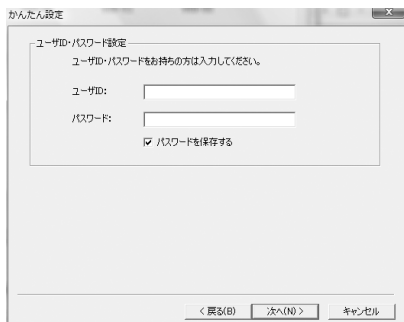 かんたん設定
ユーザID・パスワード設定
ユーザID・パスワードをお持ちの方は入力してください。
ユーザID:
パスワード:
パスワードを保存する
< 戻る(B)
次へ(N) >
キャンセル